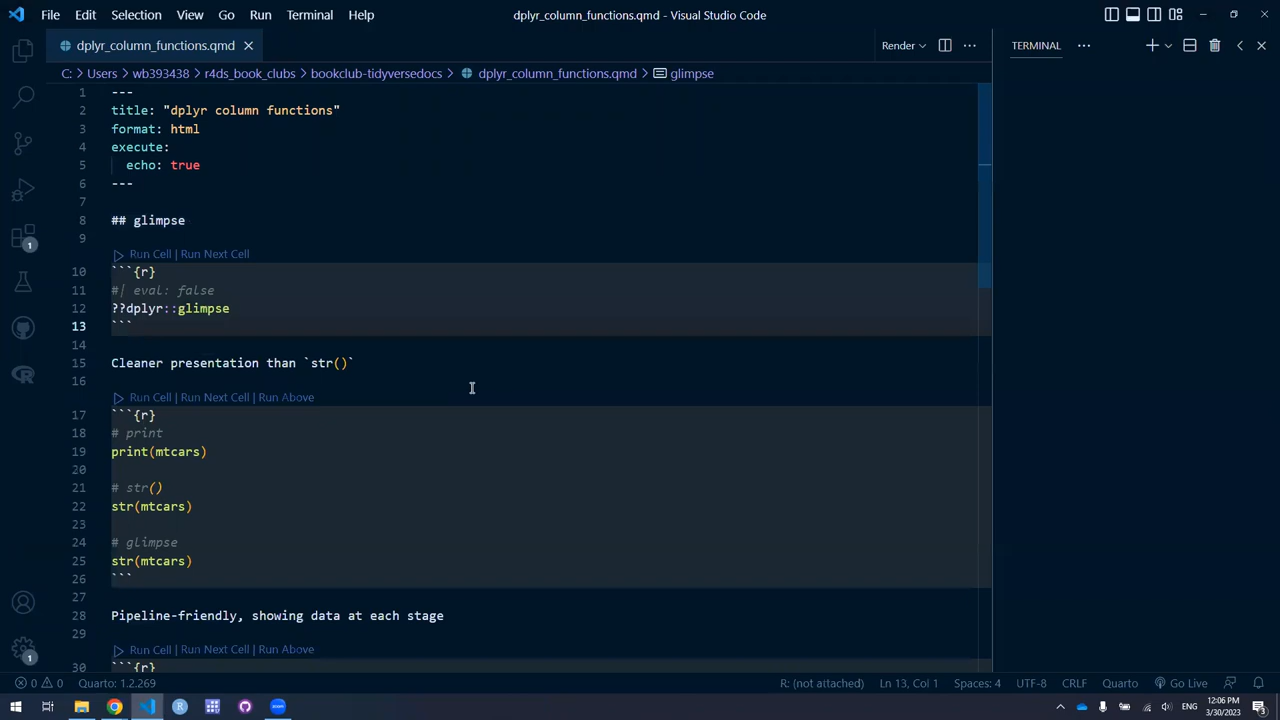 File Edit Selection View Go Run Terminal Help
dplyr_column_functions.qmd - Visual Studio Code
dplyr_column_functions.qmd
Render
TERMINAL
C: > Users > wb393438 > r4ds_book_clubs > bookclub-tidyversedocs > dplyr_column_functions.qmd > glimpse
1 ---
2 title: "dplyr column functions"
3 format: html
4 execute:
5 echo: true
6 ---
7
8 ## glimpse
9
Run Cell | Run Next Cell
10 ```{r}
11 #| eval: false
12 ??dplyr::glimpse
13 ```
14
15 Cleaner presentation than `str()`
16
Run Cell | Run Next Cell | Run Above
17 ```{r}
18 # print
19 print(mtcars)
20
21 # str()
22 str(mtcars)
23
24 # glimpse
25 str(mtcars)
26 ```
27
28 Pipeline-friendly, showing data at each stage
29
Run Cell | Run Next Cell | Run Above
30 ```{r}
1
1
0 0 Quarto: 1.2.269
R: (not attached) Ln 13, Col 1 Spaces: 4 UTF-8 CRLF Quarto Go Live
zoom
ENG
12:06 PM
3/30/2023